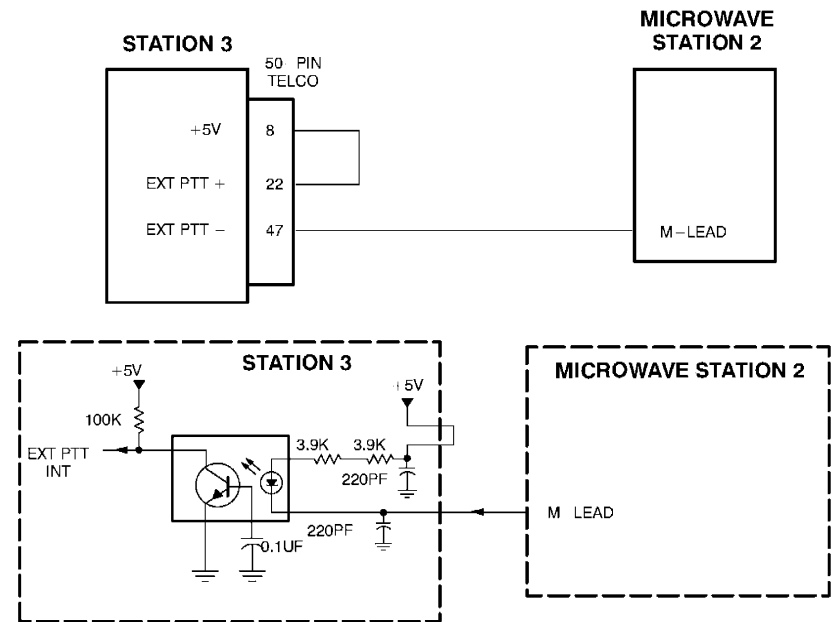 STATION 3
50 PIN
TELCO
MICROWAVE
STATION 2
+5V
8
EXT PTT +
22
EXT PTT −
47
M−LEAD
STATION 3
MICROWAVE STATION 2
+5V
+5V
100K
EXT PTT
INT
3.9K
3.9K
220PF
220PF
0.1UF
M LEAD